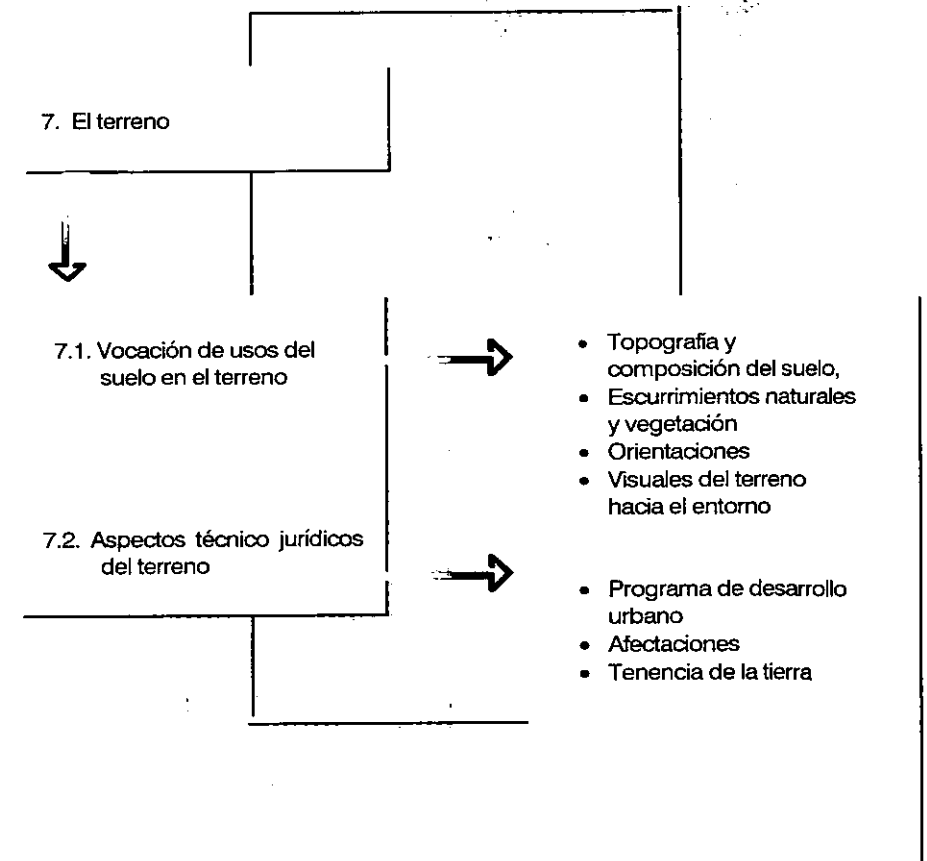 7. El terreno
7.1. Vocación de usos del
suelo en el terreno
• Topografía y
composición del suelo,
• Escurrimientos naturales
y vegetación
• Orientaciones
• Visuales del terreno
hacia el entorno
7.2. Aspectos técnico jurídicos
del terreno
• Programa de desarrollo
urbano
• Afectaciones
• Tenencia de la tierra